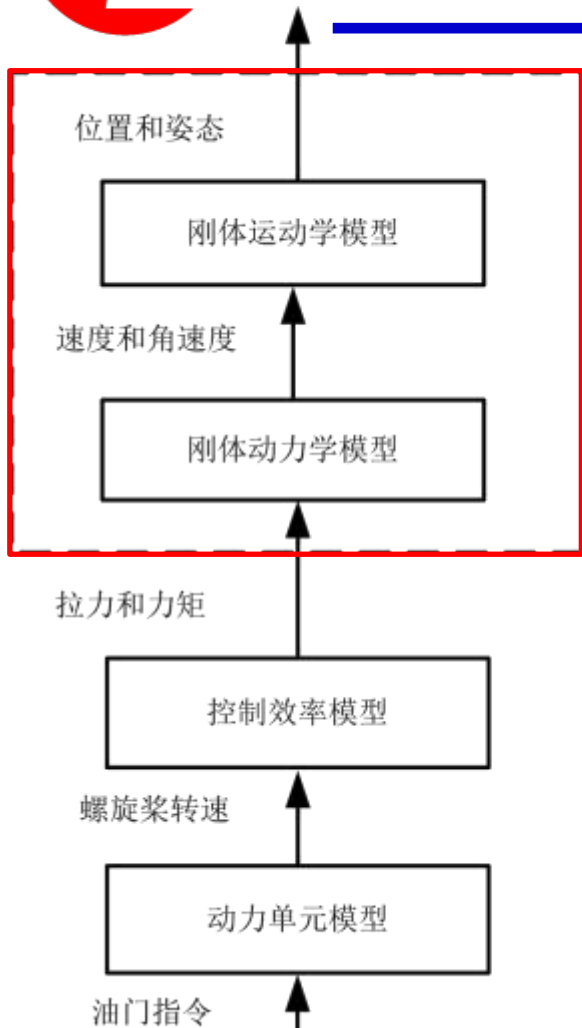 位置和姿态
刚体运动学模型
速度和角速度
刚体动力学模型
拉力和力矩
控制效率模型
螺旋桨转速
动力单元模型
油门指令